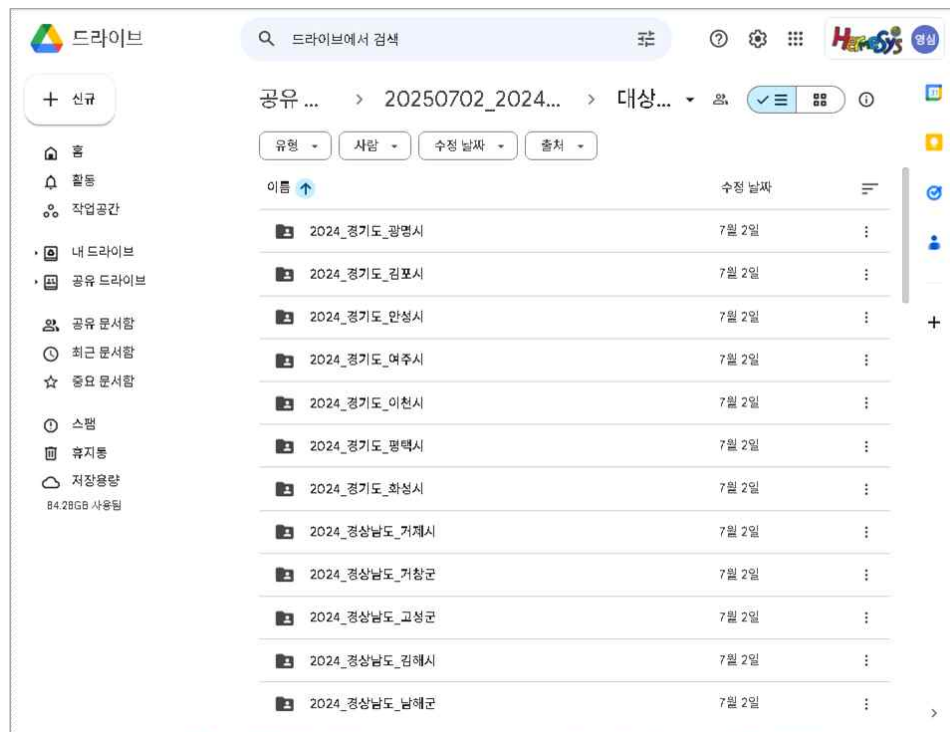 드라이브
드라이브에서 검색
HemeSys
영심
신규
공유 ... > 20250702_2024... > 대상...
유형
사람
수정 날짜
출처
홈
활동
작업공간
내 드라이브
공유 드라이브
공유 문서함
최근 문서함
중요 문서함
스팸
휴지통
저장용량
84.28GB 사용됨
이름 수정 날짜
2024_경기도_광명시 7월 2일
2024_경기도_김포시 7월 2일
2024_경기도_안성시 7월 2일
2024_경기도_여주시 7월 2일
2024_경기도_이천시 7월 2일
2024_경기도_평택시 7월 2일
2024_경기도_화성시 7월 2일
2024_경상남도_거제시 7월 2일
2024_경상남도_거창군 7월 2일
2024_경상남도_고성군 7월 2일
2024_경상남도_김해시 7월 2일
2024_경상남도_남해군 7월 2일